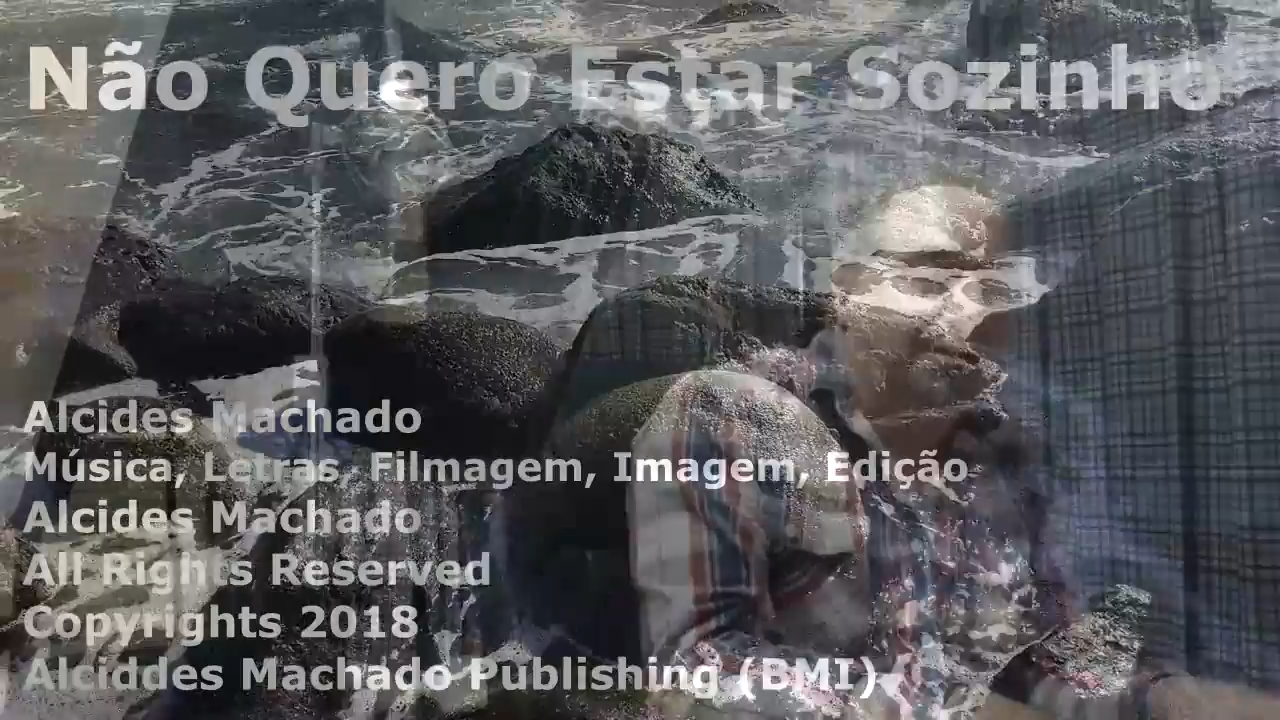 Não Quero Estar Sozinho
Alcides Machado
Música, Letras, Filmagem, Imagem, Edição
Alcides Machado
All Rights Reserved
Copyrights 2018
Alciddes Machado Publishing (BMI)